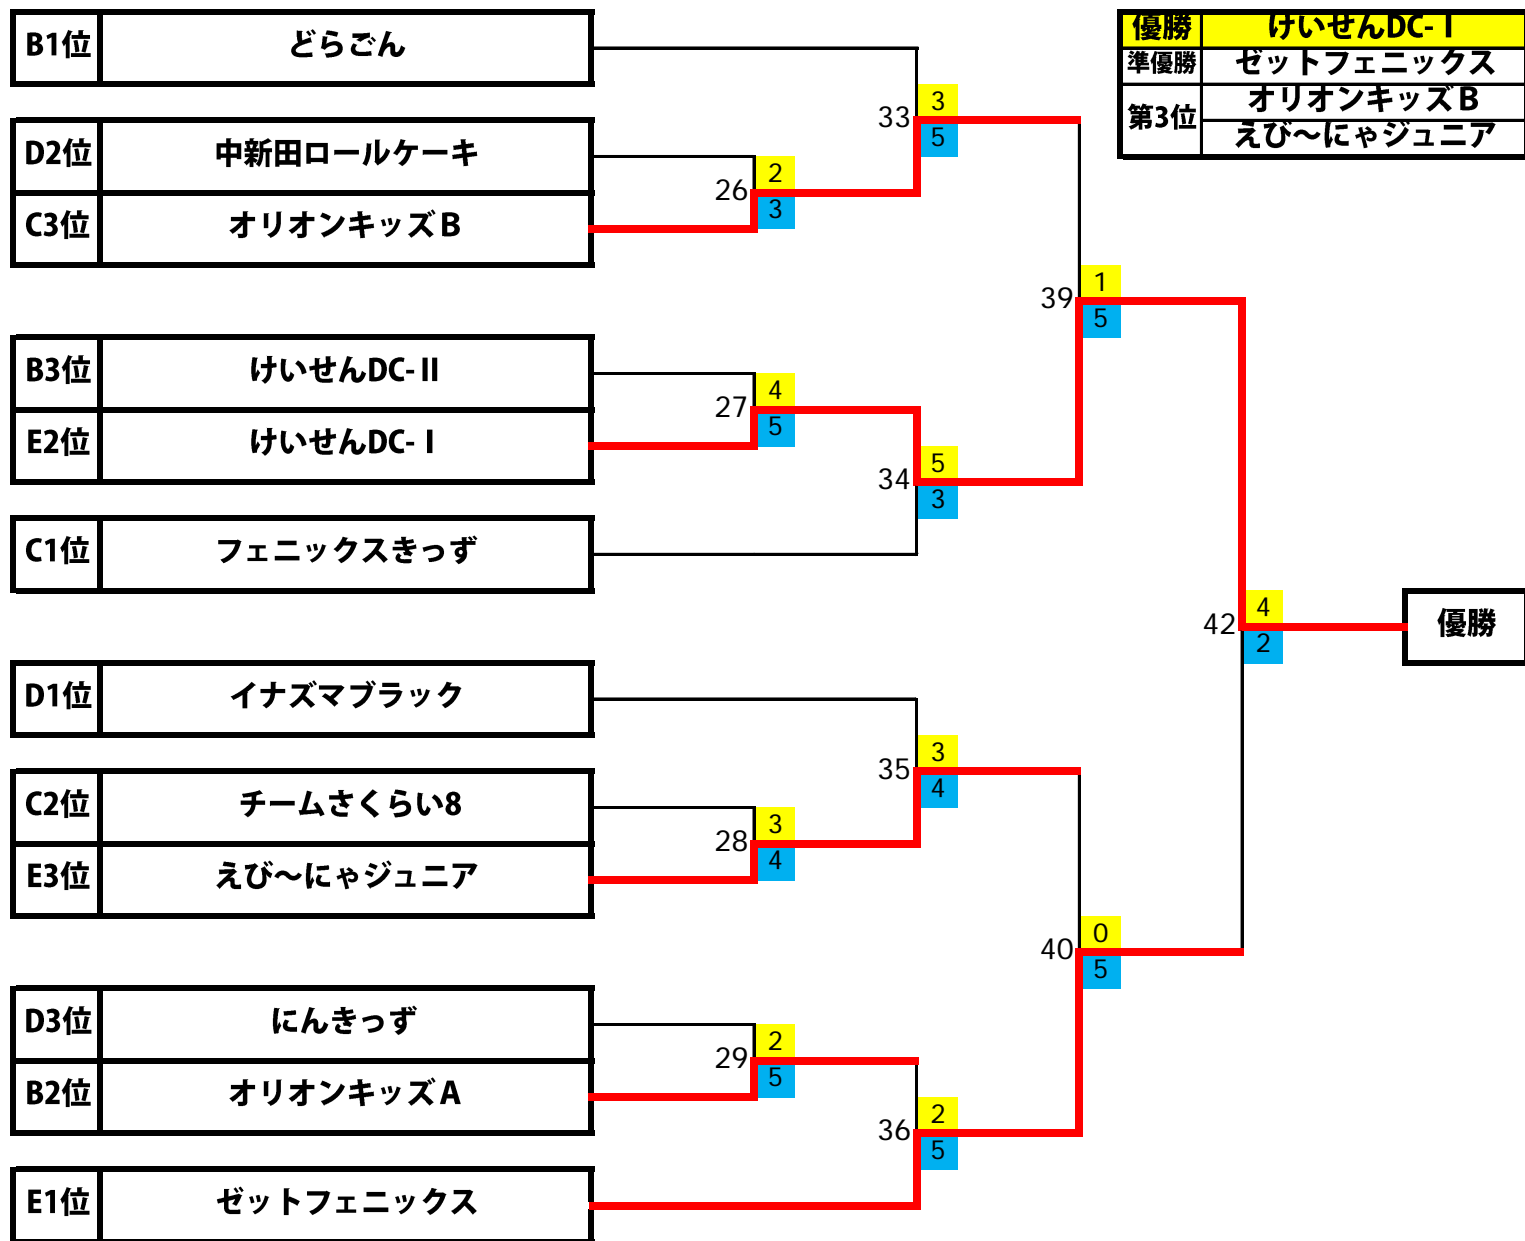 B1位 どらごん
D2位 中新田ロールケーキ
C3位 オリオンキッズB
B3位 けいせんDC-Ⅱ
E2位 けいせんDC-Ⅰ
C1位 フェニックスきっず
D1位 イナズマブラック
C2位 チームさくらい8
E3位 えび～にゃジュニア
D3位 にんきっず
B2位 オリオンキッズA
E1位 ゼットフェニックス
26
2
3
27
4
5
28
3
4
29
2
5
33
3
5
34
5
3
35
3
4
36
2
5
39
1
5
40
0
5
42
4
2
優勝
優勝 けいせんDC-Ⅰ
準優勝 ゼットフェニックス
第3位 オリオンキッズB
えび～にゃジュニア